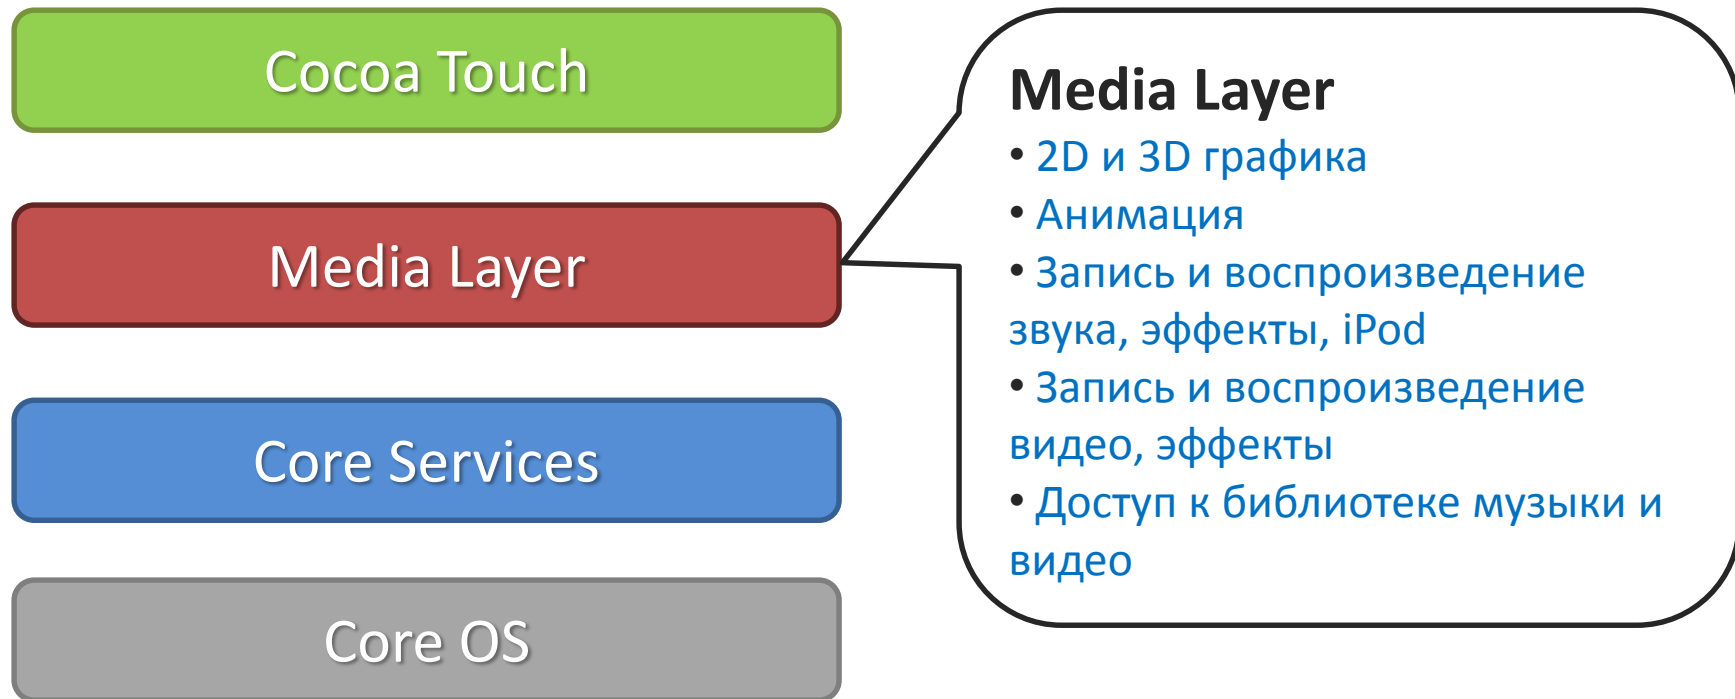 Cocoa Touch
Media Layer
Core Services
Core OS
Media Layer
• 2D и 3D графика
• Анимация
• Запись и воспроизведение
звука, эффекты, iPod
• Запись и воспроизведение
видео, эффекты
• Доступ к библиотеке музыки и
видео